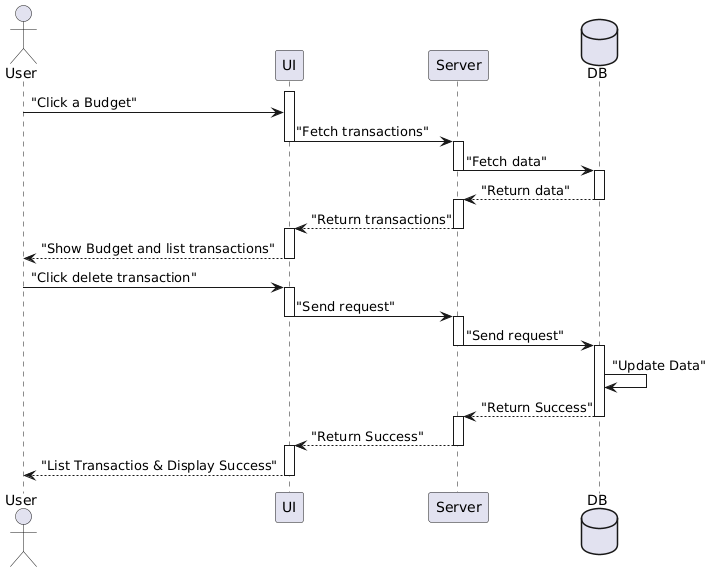 User
UI
Server
DB
"Click a Budget"
"Fetch transactions"
"Fetch data"
"Return data"
"Return transactions"
"Show Budget and list transactions"
"Click delete transaction"
"Send request"
"Send request"
"Update Data"
"Return Success"
"Return Success"
"List Transactios & Display Success"
User
UI
Server
DB